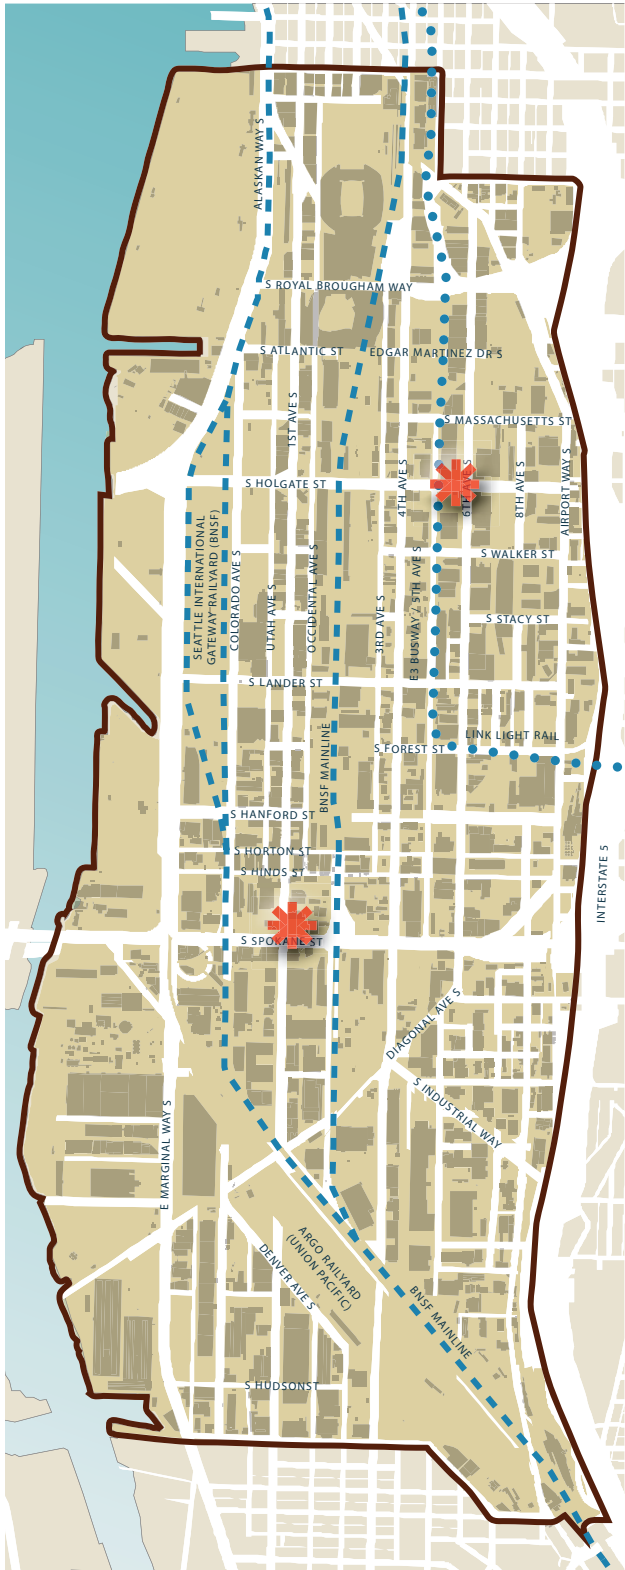 ALASKAN WAY S
S ROYAL BROUGHAM WAY
S ATLANTIC ST
EDGAR MARTINEZ DR S
1ST AVE S
S MASSACHUSETTS ST
4TH AVE S
6TH AVE S
8TH AVE S
AIRPORT WAY S
S HOLGATE ST
SEATTLE INTERNATIONAL
GATEWAY RAILYARD (BNSF)
COLORADO AVE S
UTAH AVE S
OCCIDENTAL AVE S
3RD AVE S
E3 BUSWAY / 5TH AVE S
S WALKER ST
S STACY ST
S LANDER ST
BNSF MAINLINE
S FOREST ST
LINK LIGHT RAIL
S HANFORD ST
S HORTON ST
S HINDS ST
INTERSTATE 5
S SPOKANE ST
DIAGONAL AVE S
S INDUSTRIAL WAY
E MARGINAL WAY S
ARGO RAILYARD
(UNION PACIFIC)
DENVER AVE S
BNSF MAINLINE
S HUDSONST